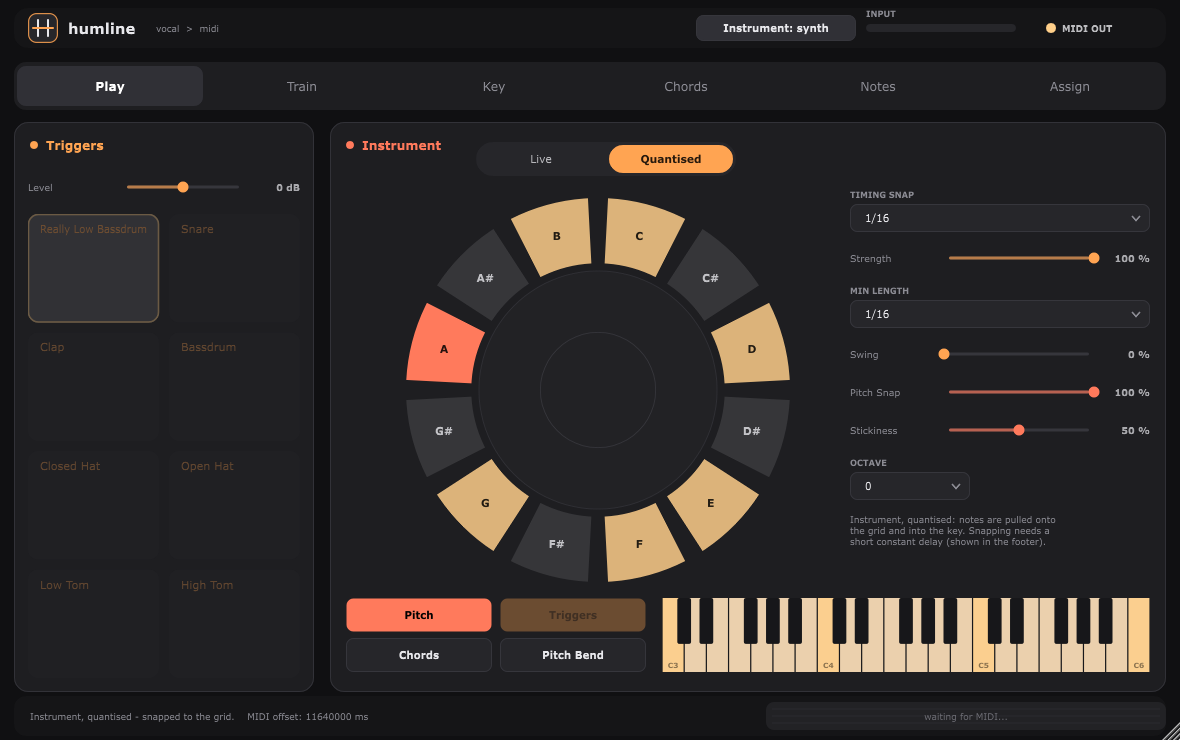 humline
vocal > midi
Instrument: synth
INPUT
MIDI OUT
Play
Train
Key
Chords
Notes
Assign
Triggers
Level
0 dB
Really Low Bassdrum
Snare
Clap
Bassdrum
Closed Hat
Open Hat
Low Tom
High Tom
Instrument
Live
Quantised
B
C
A#
C#
A
D
G#
D#
G
E
F#
F
TIMING SNAP
1/16
Strength
100 %
MIN LENGTH
1/16
Swing
0 %
Pitch Snap
100 %
Stickiness
50 %
OCTAVE
0
Instrument, quantised: notes are pulled onto
the grid and into the key. Snapping needs a
short constant delay (shown in the footer).
Pitch
Triggers
Chords
Pitch Bend
C3
C4
C5
C6
Instrument, quantised - snapped to the grid.
MIDI offset: 11640000 ms
waiting for MIDI...